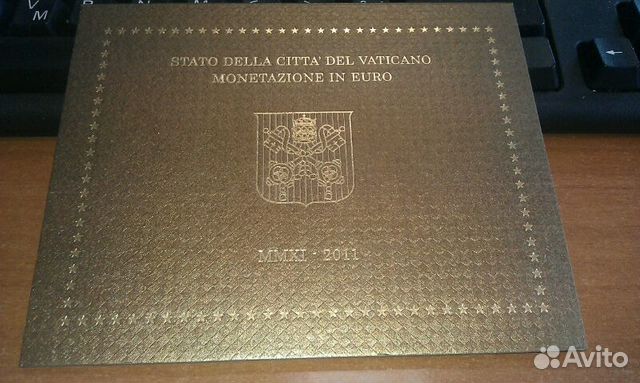 STATO DELLA CITTA' DEL VATICANO
MONETAZIONE IN EURO
MMXI - 2011
V
M
B
Avito